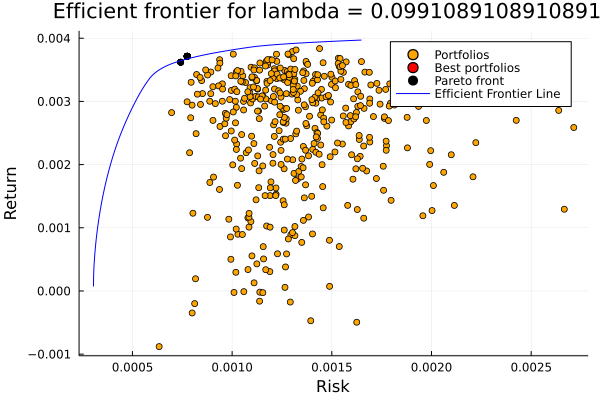 Efficient frontier for lambda = 0.0991089108910891
0.004
0.003
0.002
0.001
0.000
−0.001
Return
Portfolios
Best portfolios
Pareto front
Efficient Frontier Line
0.0005 0.0010 0.0015 0.0020 0.0025
Risk